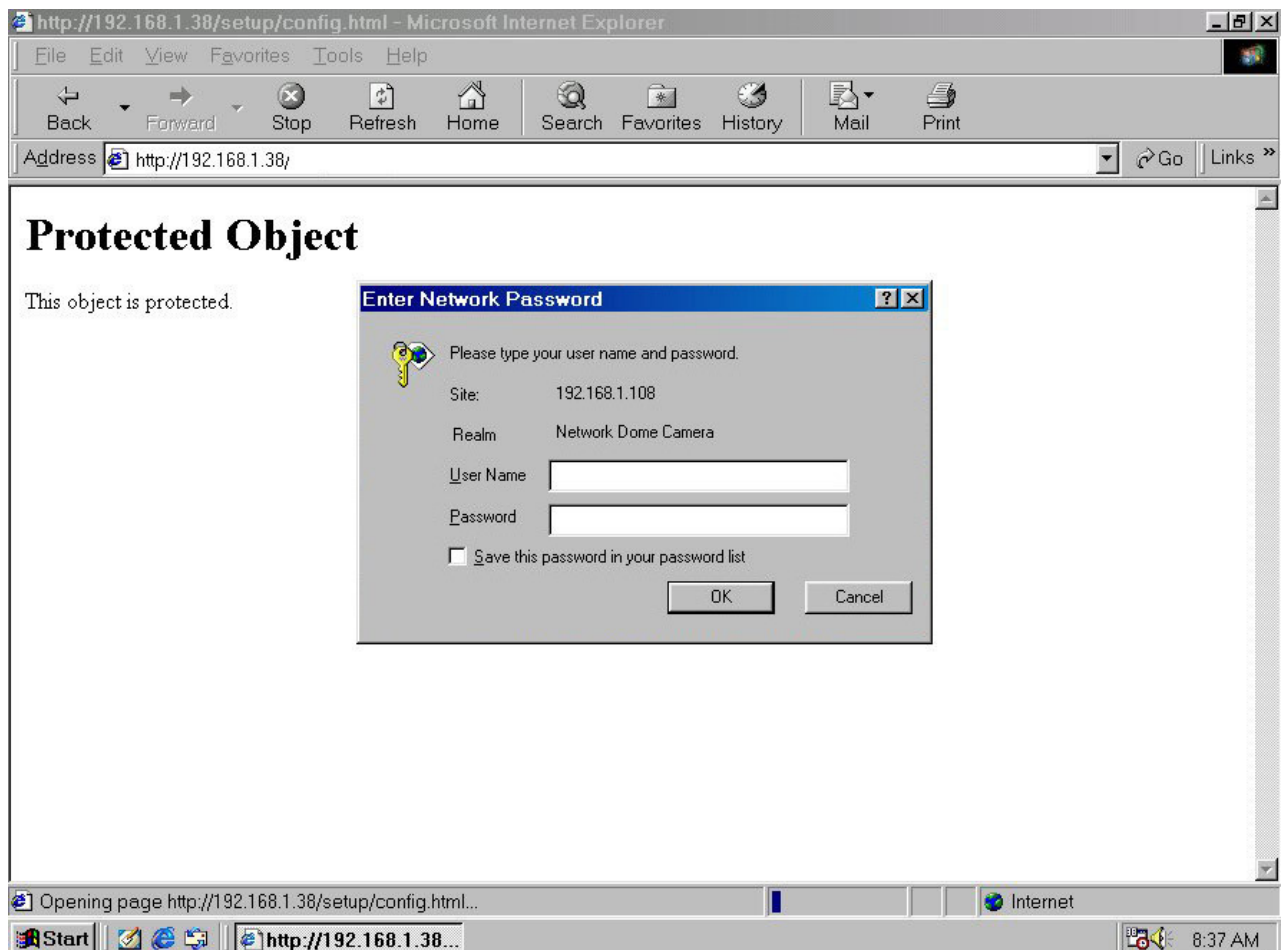 http://192.168.1.38/setup/config.html - Microsoft Internet Explorer
File Edit View Favorites Tools Help
Back Forward Stop Refresh Home Search Favorites History Mail Print
Address http://192.168.1.38/ Go Links »
Protected Object
This object is protected.
Enter Network Password
Please type your user name and password.
Site: 192.168.1.108
Realm Network Dome Camera
User Name
Password
Save this password in your password list
OK Cancel
Opening page http://192.168.1.38/setup/config.html... Internet
Start http://192.168.1.38... 8:37 AM